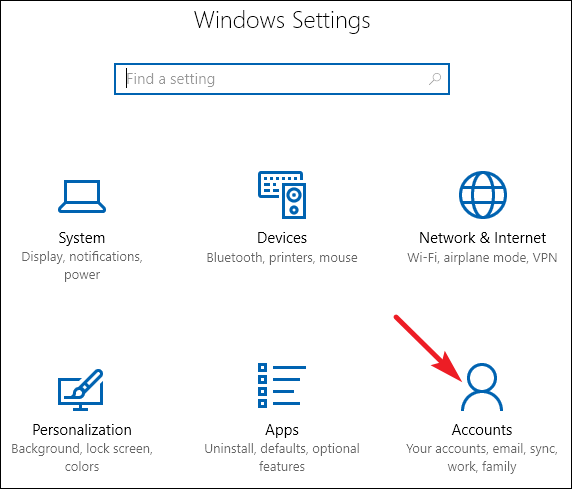 Windows Settings
Find a setting
System
Display, notifications,
power
Devices
Bluetooth, printers, mouse
Network & Internet
Wi-Fi, airplane mode, VPN
Personalization
Background, lock screen,
colors
Apps
Uninstall, defaults, optional
features
Accounts
Your accounts, email, sync,
work, family